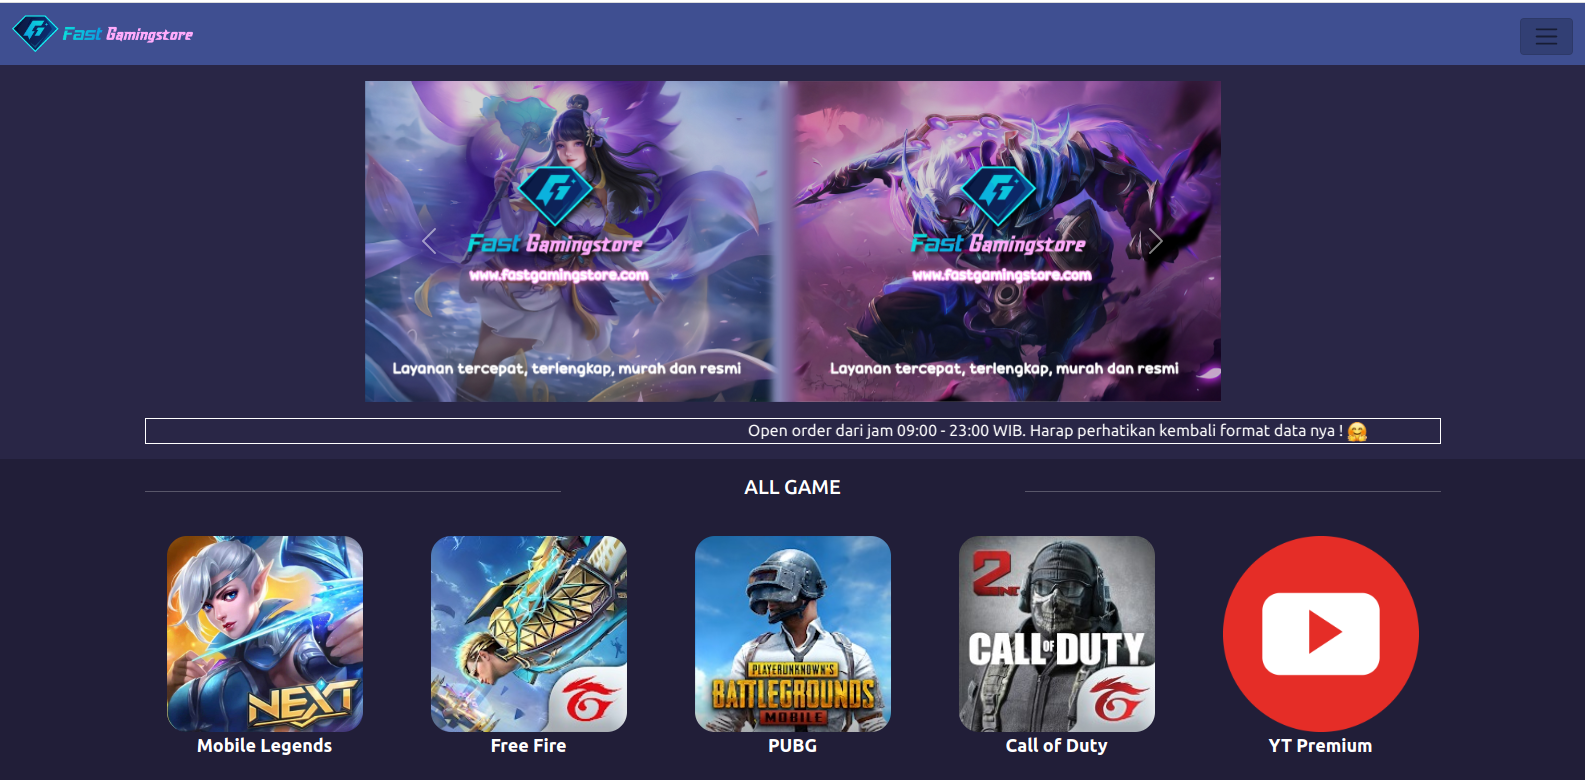 Fast Gamingstore
Fast Gamingstore
www.fastgamingstore.com
Layanan tercepat, terlengkap, murah dan resmi
Fast Gamingstore
www.fastgamingstore.com
Layanan tercepat, terlengkap, murah dan resmi
Open order dari jam 09:00 - 23:00 WIB. Harap perhatikan kembali format data nya ! 🤗
ALL GAME
NEXT
PLAYERUNKNOWN'S
BATTLEGROUNDS
MOBILE
2
CALL OF DUTY
Mobile Legends
Free Fire
PUBG
Call of Duty
YT Premium